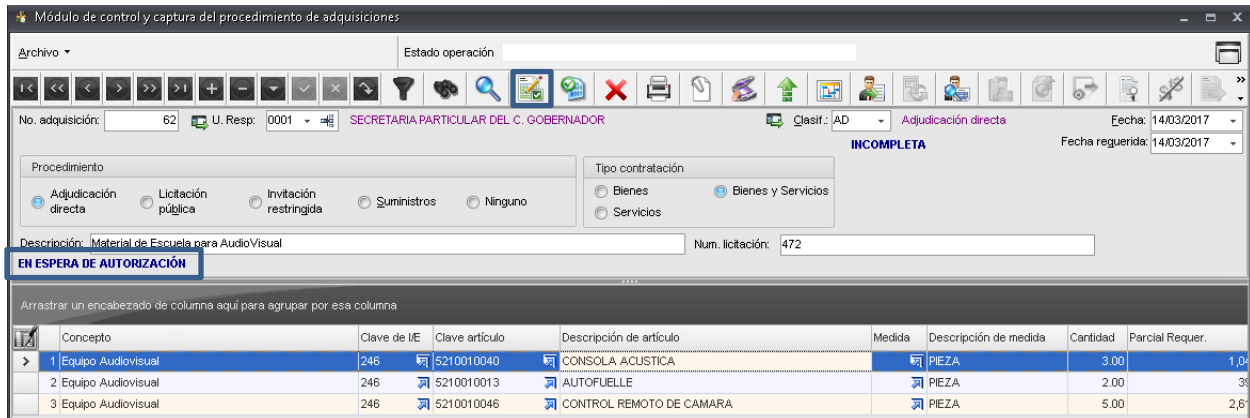 Módulo de control y captura del procedimiento de adquisiciones
Archivo Estado operación
No. adquisición: 62 U. Resp: 0001 SECRETARIA PARTICULAR DEL C. GOBERNADOR Clasif.: AD Adjudicación directa Fecha: 14/03/2017
INCOMPLETA Fecha requerida: 14/03/2017
Procedimiento Tipo contratación
Adjudicación directa Licitación pública Invitación restringida Suministros Ninguno Bienes Bienes y Servicios
Servicios
Descripción: Material de Escuela para AudioVisual Num. licitación: 472
EN ESPERA DE AUTORIZACIÓN
Arrastrar un encabezado de columna aquí para agrupar por esa columna
Concepto Clave de I/E Clave artículo Descripción de artículo Medida Descripción de medida Cantidad Parcial Requer.
1 Equipo Audiovisual 246 5210010040 CONSOLA ACUSTICA PIEZA 3.00 1,04
2 Equipo Audiovisual 246 5210010013 AUTOFUELLE PIEZA 2.00 39
3 Equipo Audiovisual 246 5210010046 CONTROL REMOTO DE CAMARA PIEZA 5.00